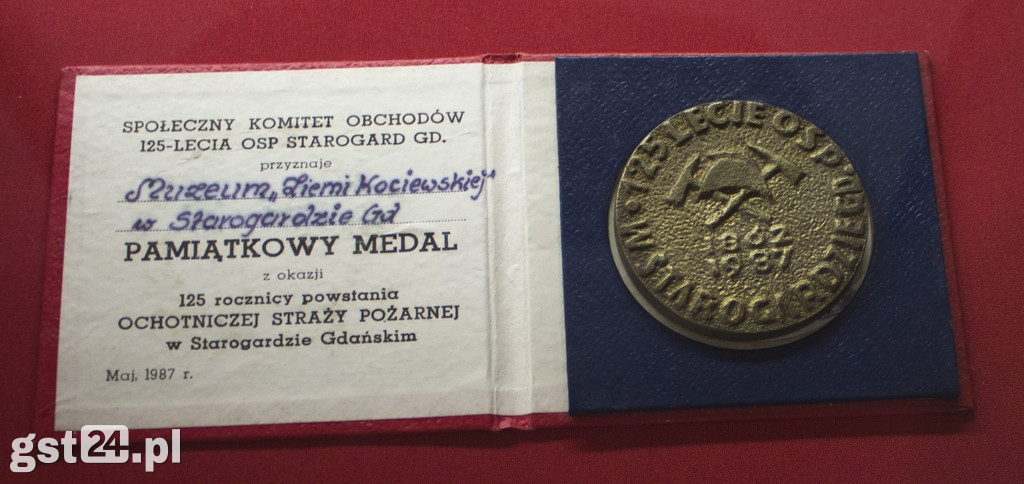 SPOŁECZNY KOMITET OBCHODÓW
125-LECIA OSP STAROGARD GD.
przyznaje
Muzeum „Ziemi Kociewskiej"
w Starogardzie Gd
PAMIĄTKOWY MEDAL
z okazji
125 rocznicy powstania
OCHOTNICZEJ STRAŻY POŻARNEJ
w Starogardzie Gdańskim
Maj, 1987 r.
• 125 LECIE OSP •
1862
1987
M. STAROGARD
gst24.pl